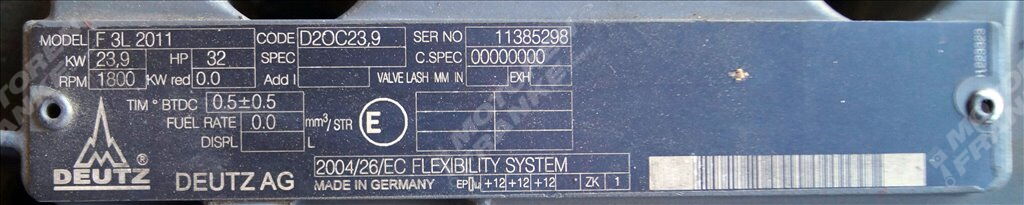 MODEL F 3L 2011 CODE D2OC23,9 SER NO 11385298
KW 23,9 HP 32 SPEC C.SPEC 00000000
RPM 1800 KW red 0.0 Add I VALVE LASH MM IN EXH
TIM ° BTDC 0.5±0.5
FUEL RATE 0.0 mm³/STR E
DISPL L
2004/26/EC FLEXIBILITY SYSTEM
DEUTZ ® DEUTZ AG MADE IN GERMANY +12 +12 +12 * ZK 1
MOTOREN FRANKE